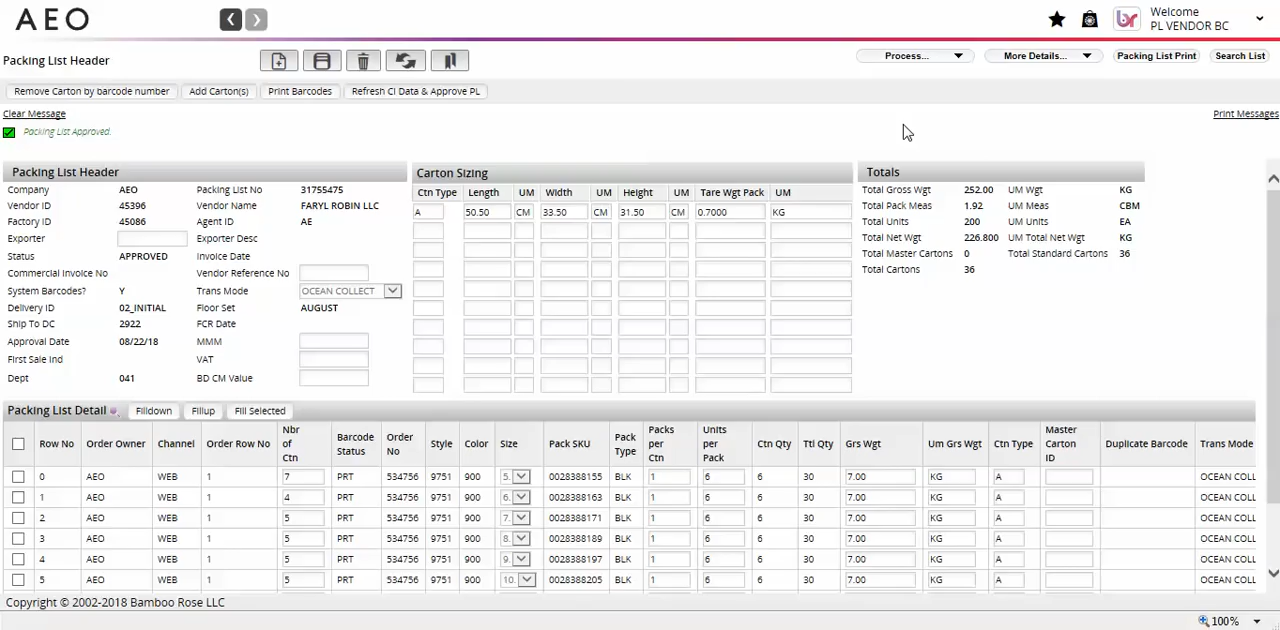 AEO
Welcome
PL VENDOR BC
Packing List Header
Process...
More Details...
Packing List Print
Search List
Remove Carton by barcode number
Add Carton(s)
Print Barcodes
Refresh CI Data & Approve PL
Clear Message
Print Messages
Packing List Approved.
Packing List Header
Company AEO Packing List No 31755475
Vendor ID 45396 Vendor Name FARYL ROBIN LLC
Factory ID 45086 Agent ID AE
Exporter Exporter Desc
Status APPROVED Invoice Date
Commercial Invoice No Vendor Reference No
System Barcodes? Y Trans Mode OCEAN COLLECT
Delivery ID 02_INITIAL Floor Set AUGUST
Ship To DC 2922 FCR Date
Approval Date 08/22/18 MMM
First Sale Ind VAT
Dept 041 BD CM Value
Carton Sizing
Ctn Type Length UM Width UM Height UM Tare Wgt Pack UM
A 50.50 CM 33.50 CM 31.50 CM 0.7000 KG
Totals
Total Gross Wgt 252.00 UM Wgt KG
Total Pack Meas 1.92 UM Meas CBM
Total Units 200 UM Units EA
Total Net Wgt 226.800 UM Total Net Wgt KG
Total Master Cartons 0 Total Standard Cartons 36
Total Cartons 36
Packing List Detail Filldown Fillup Fill Selected
Row No Order Owner Channel Order Row No Nbr of Ctn Barcode Status Order No Style Color Size Pack SKU Pack Type Packs per Ctn Units per Pack Ctn Qty Ttl Qty Grs Wgt Um Grs Wgt Ctn Type Master Carton ID Duplicate Barcode Trans Mode
0 AEO WEB 1 7 PRT 534756 9751 900 5. 0028388155 BLK 1 6 6 30 7.00 KG A OCEAN COLL
1 AEO WEB 1 4 PRT 534756 9751 900 6. 0028388163 BLK 1 6 6 30 7.00 KG A OCEAN COLL
2 AEO WEB 1 5 PRT 534756 9751 900 7. 0028388171 BLK 1 6 6 30 7.00 KG A OCEAN COLL
3 AEO WEB 1 5 PRT 534756 9751 900 8. 0028388189 BLK 1 6 6 30 7.00 KG A OCEAN COLL
4 AEO WEB 1 5 PRT 534756 9751 900 9. 0028388197 BLK 1 6 6 30 7.00 KG A OCEAN COLL
5 AEO WEB 1 5 PRT 534756 9751 900 10. 0028388205 BLK 1 6 6 30 7.00 KG A OCEAN COLL
Copyright © 2002-2018 Bamboo Rose LLC
100%